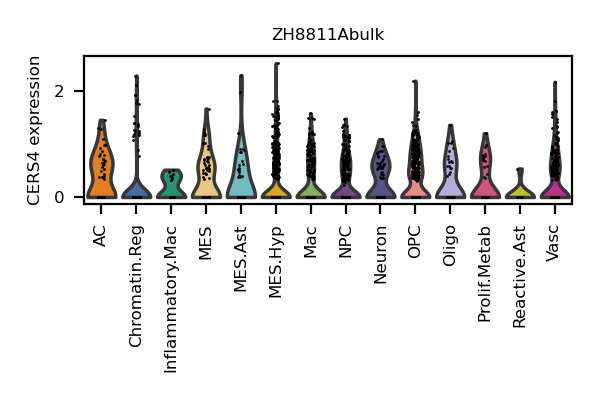 ZH8811Abulk
CERS4 expression
2
0
AC
Chromatin.Reg
Inflammatory.Mac
MES
MES.Ast
MES.Hyp
Mac
NPC
Neuron
OPC
Oligo
Prolif.Metab
Reactive.Ast
Vasc